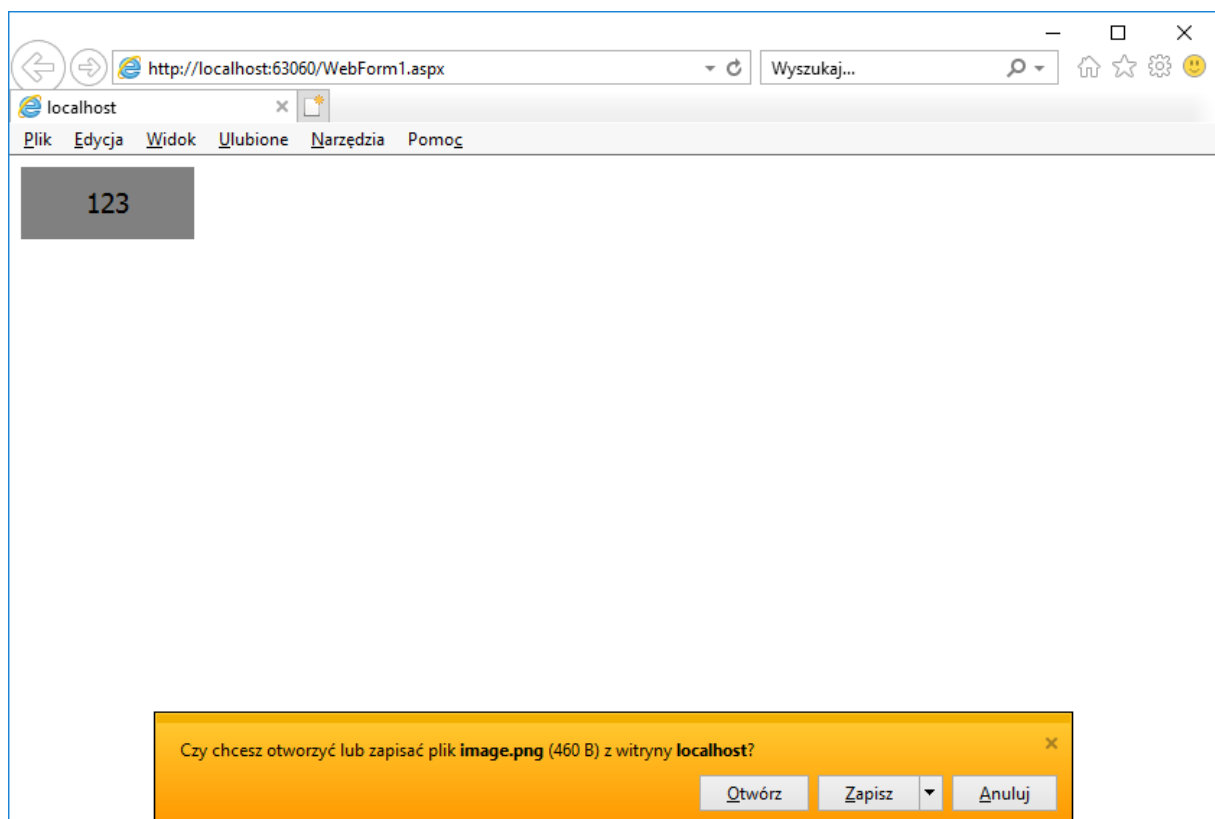 http://localhost:63060/WebForm1.aspx
Wyszukaj...
localhost
Plik Edycja Widok Ulubione Narzędzia Pomoc
123
Czy chcesz otworzyć lub zapisać plik image.png (460 B) z witryny localhost?
Otwórz Zapisz Anuluj